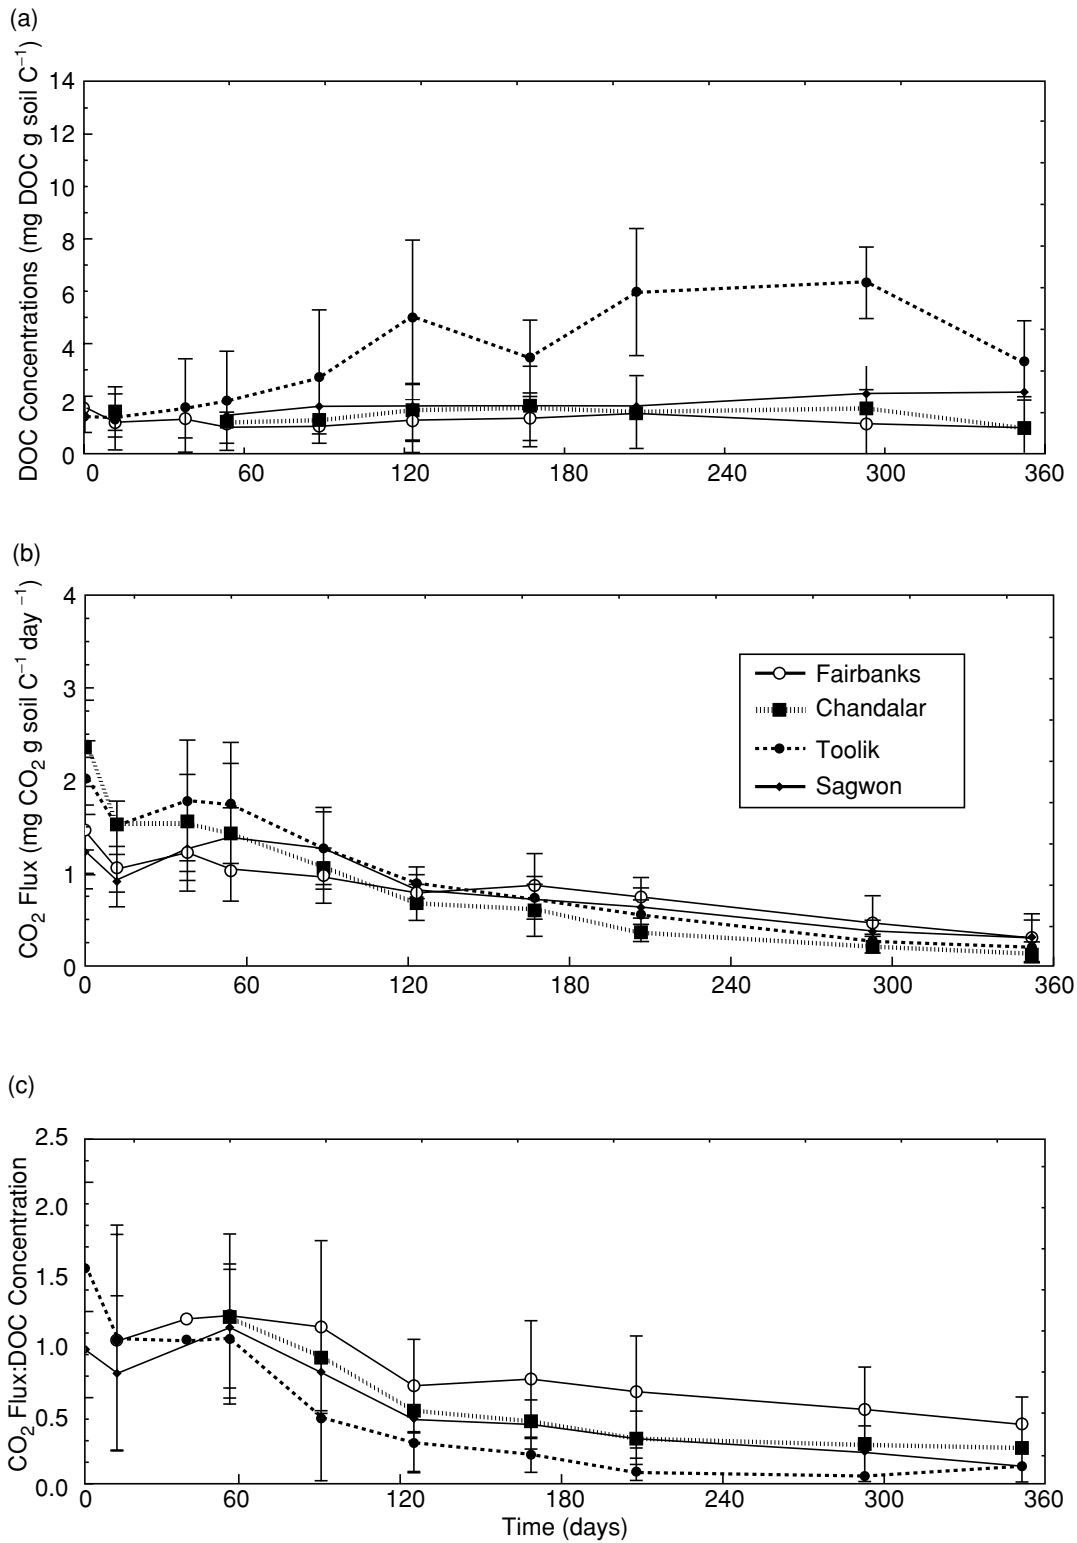 (a)
DOC Concentrations (mg DOC g soil C⁻¹)
14
12
10
8
6
4
2
0
0 60 120 180 240 300 360
(b)
CO₂ Flux (mg CO₂ g soil C⁻¹ day ⁻¹)
4
3
2
1
0
0 60 120 180 240 300 360
Fairbanks
Chandalar
Toolik
Sagwon
(c)
CO₂ Flux:DOC Concentration
2.5
2.0
1.5
1.0
0.5
0.0
0 60 120 180 240 300 360
Time (days)